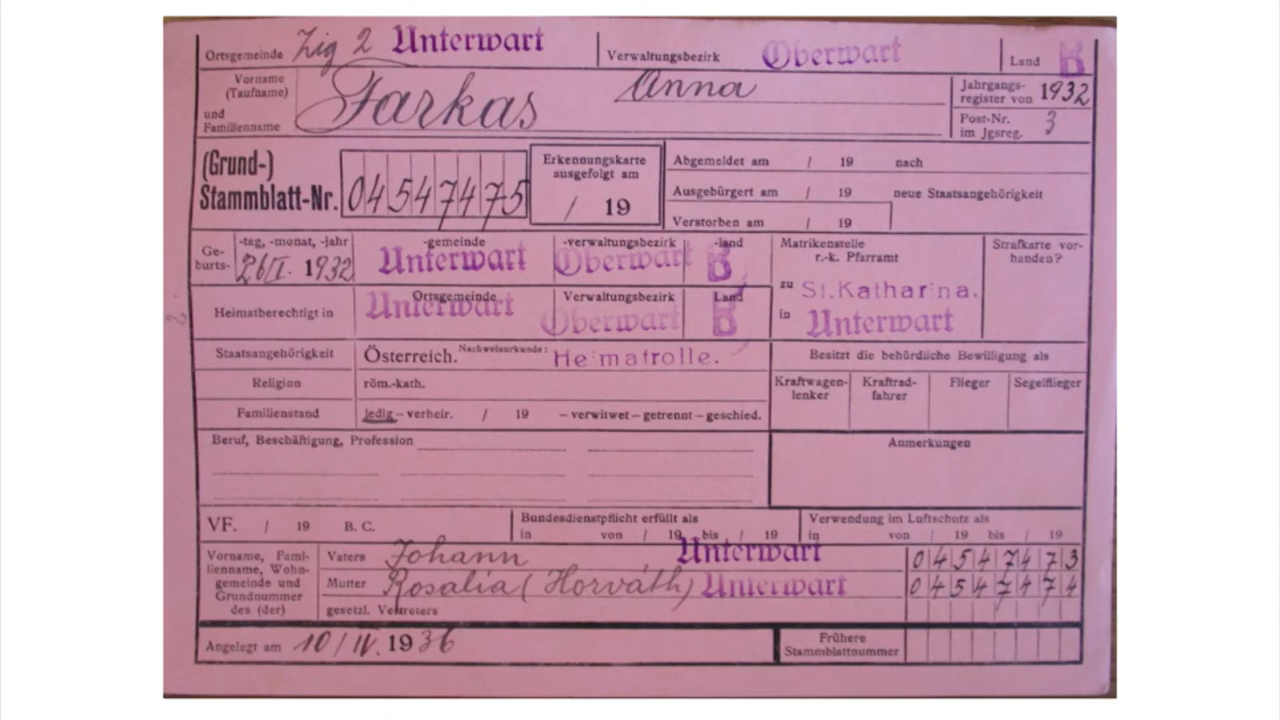 Ortsgemeinde Zig 2 Unterwart Verwaltungsbezirk Oberwart Land B
Vorname (Taufname) und Familienname Farkas Anna
Jahrgangsregister von 1932
Post-Nr. im Jgsreg. 3
(Grund-) Stammblatt-Nr. 04547475
Erkennungskarte ausgefolgt am / 19
Abgemeldet am / 19 nach
Ausgebürgert am / 19 neue Staatsangehörigkeit
Verstorben am / 19
Geburts- -tag, -monat, -jahr 26/I. 1932 -gemeinde Unterwart -verwaltungsbezirk Oberwart -land B
Matrikenstelle r.-k. Pfarramt zu St. Katharina. in Unterwart
Strafkarte vorhanden?
Heimatberechtigt in Ortsgemeinde Unterwart Verwaltungsbezirk Oberwart Land B
Staatsangehörigkeit Österreich. Nachweisurkunde: Heimatrolle.
Religion röm.-kath.
Familienstand ledig – verheir. / 19 – verwitwet – getrennt – geschied.
Besitzt die behördliche Bewilligung als
Kraftwagenlenker Kraftradfahrer Flieger Segelflieger
Beruf, Beschäftigung, Profession
Anmerkungen
VF. / 19 B. C.
Bundesdienstpflicht erfüllt als
in von / 19 bis / 19
Verwendung im Luftschutz als
in von / 19 bis / 19
Vorname, Familienname, Wohngemeinde und Grundnummer des (der)
Vaters Johann Unterwart 04547473
Mutter Rosalia (Horváth) Unterwart 04547474
gesetzl. Vertreters
Angelegt am 10/IV. 1936
Frühere Stammblattnummer